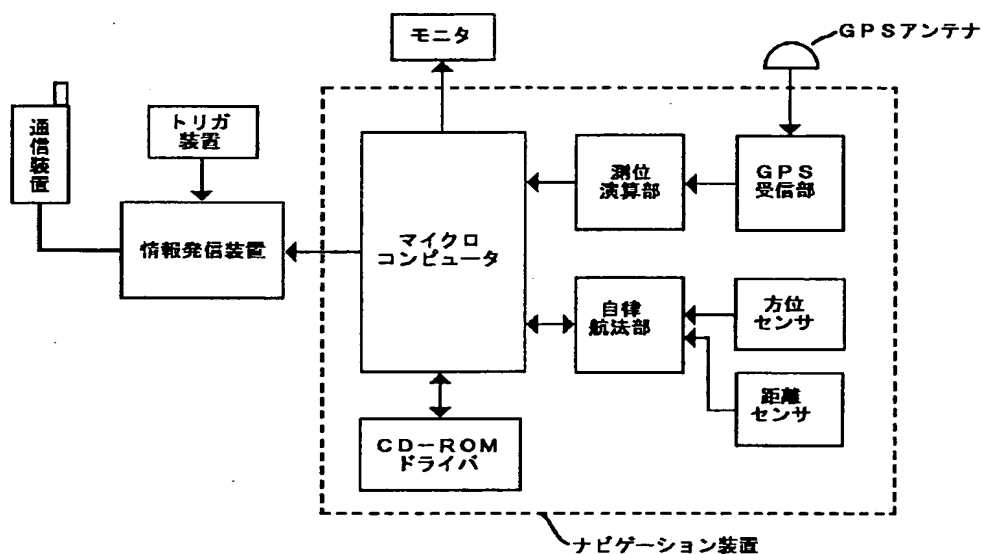 モニタ
GPSアンテナ
通信装置
トリガ
装置
測位
演算部
GPS
受信部
情報発信装置
マイクロ
コンピュータ
自律
航法部
方位
センサ
距離
センサ
CD-ROM
ドライバ
ナビゲーション装置